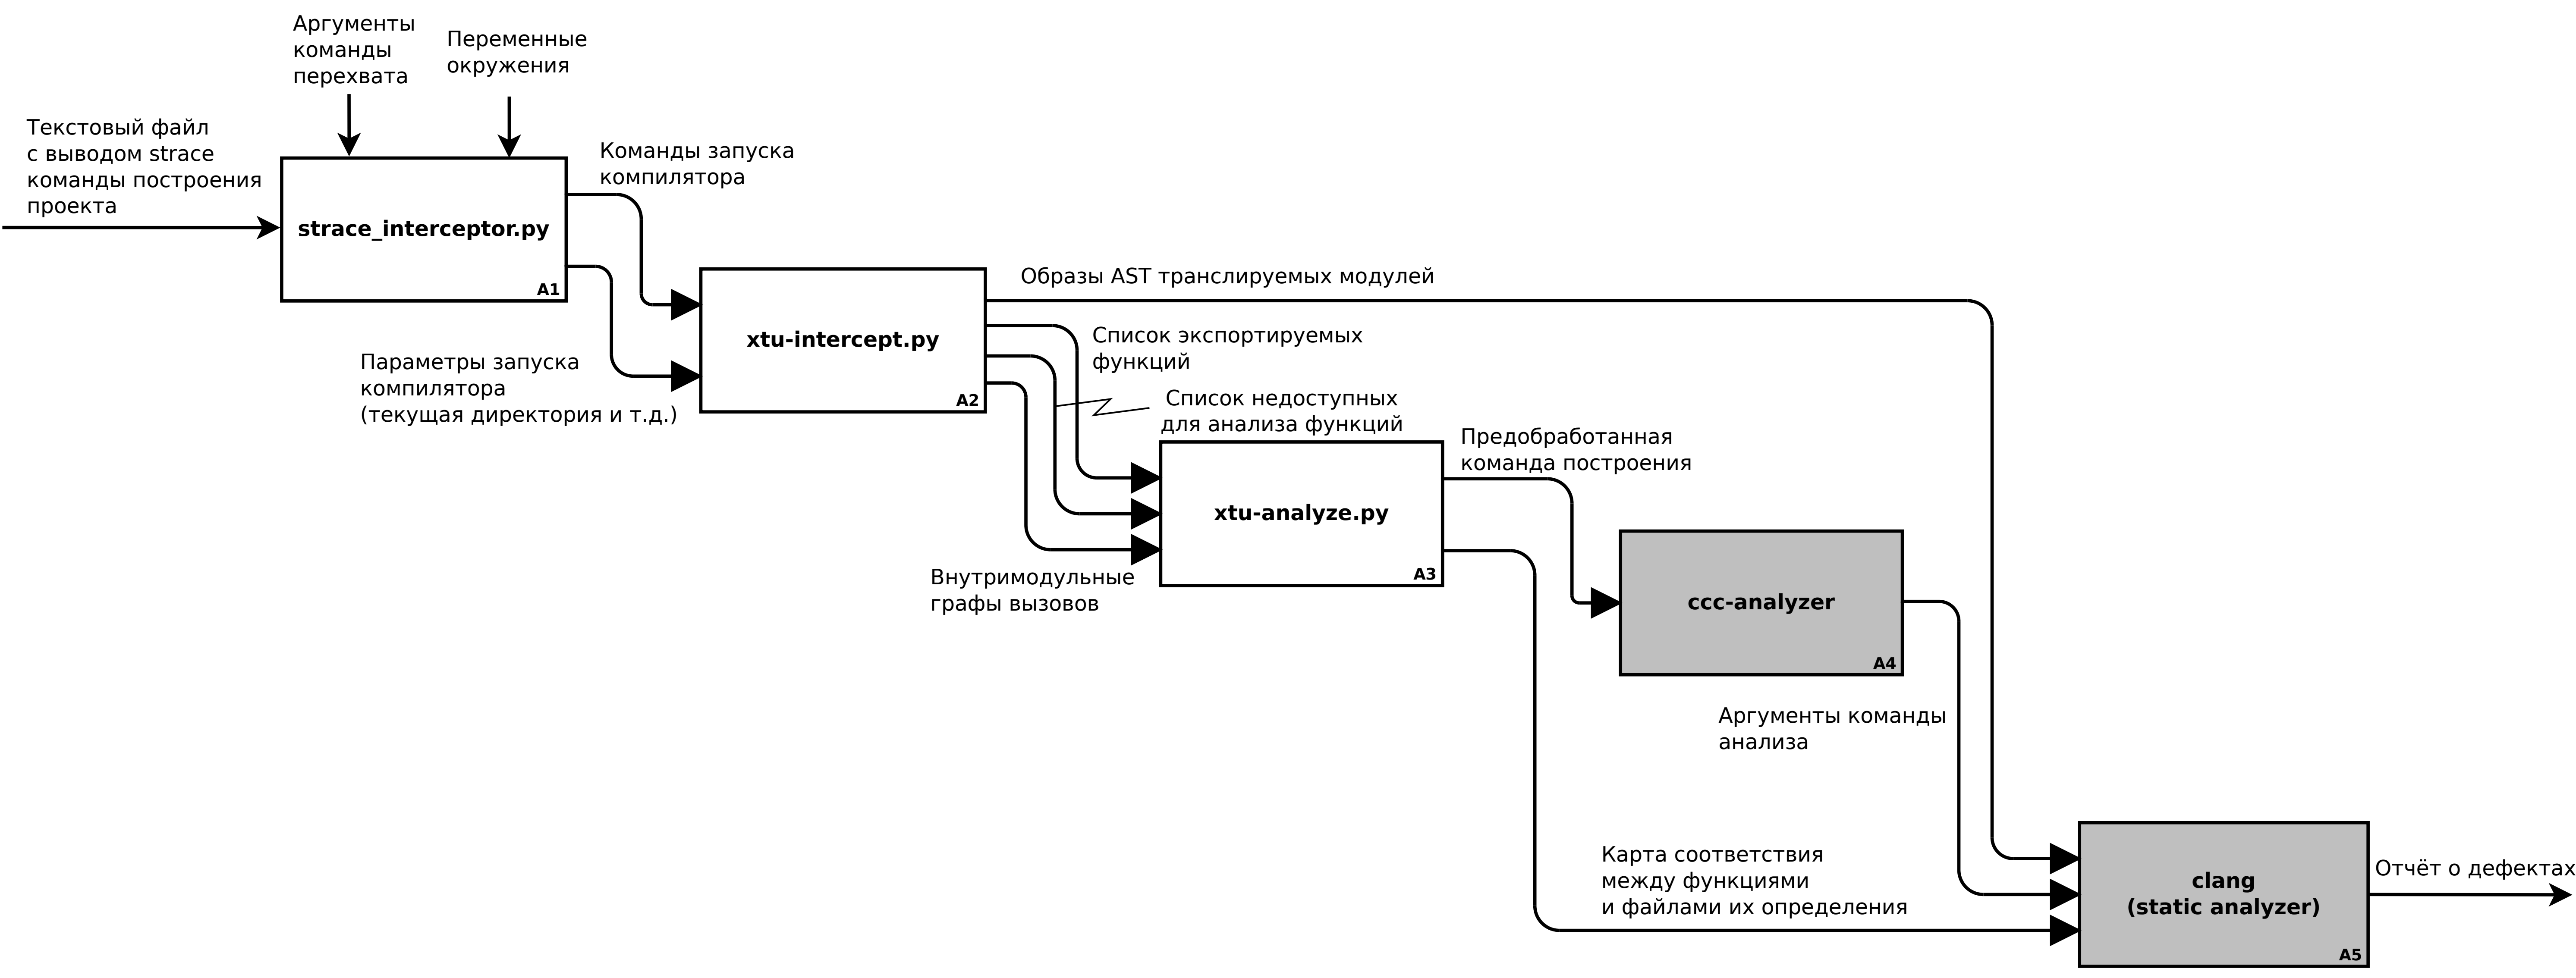 Аргументы
команды
перехвата
Переменные
окружения
Текстовый файл
с выводом strace
команды построения
проекта
strace_interceptor.py
A1
Команды запуска
компилятора
Параметры запуска
компилятора
(текущая директория и т.д.)
xtu-intercept.py
A2
Образы AST транслируемых модулей
Список экспортируемых
функций
Список недоступных
для анализа функций
Внутримодульные
графы вызовов
xtu-analyze.py
A3
Предобработанная
команда построения
ccc-analyzer
A4
Аргументы команды
анализа
Карта соответствия
между функциями
и файлами их определения
clang
(static analyzer)
A5
Отчёт о дефектах